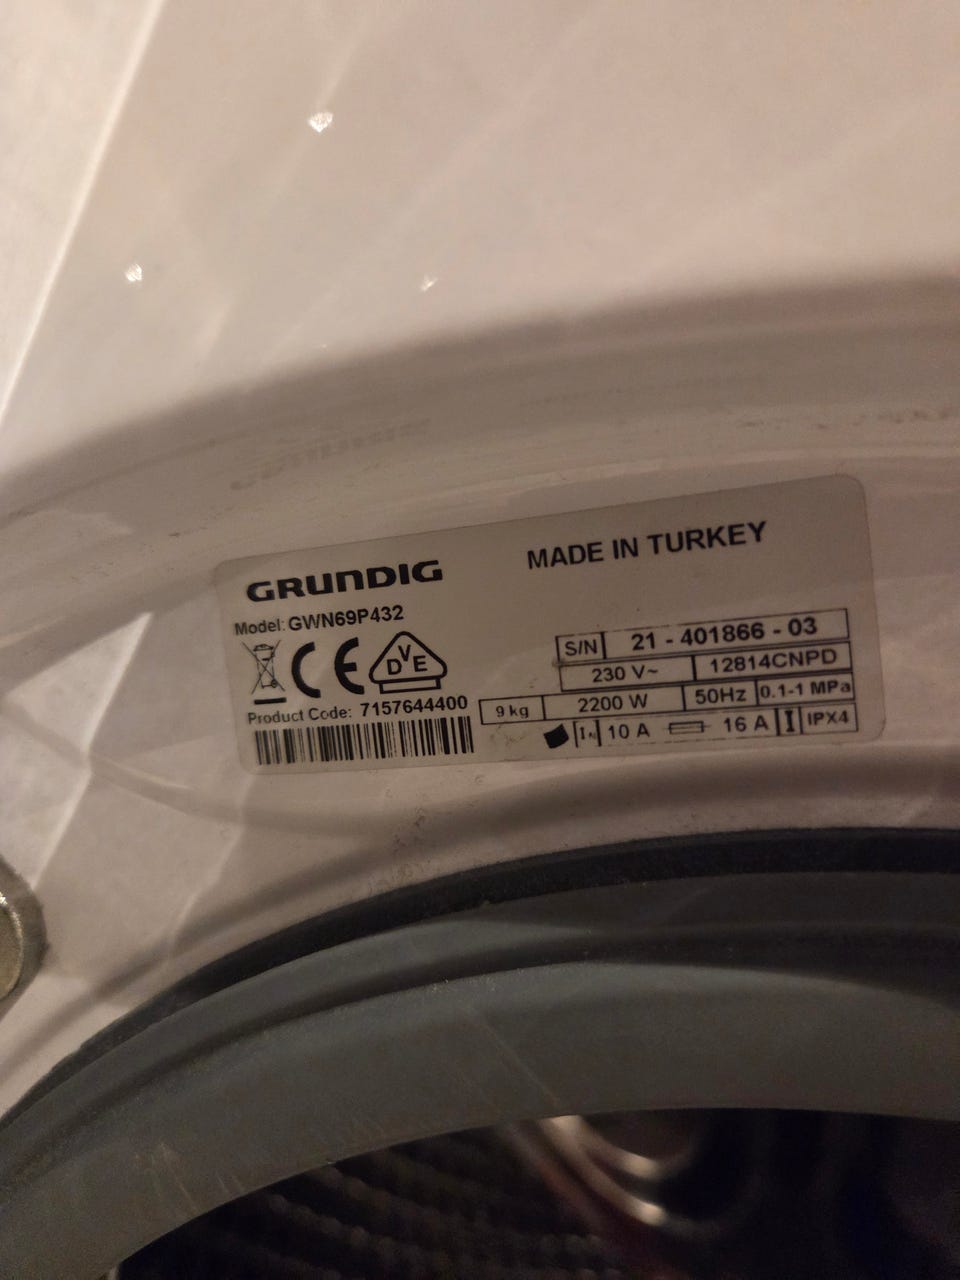 GRUNDIG
MADE IN TURKEY
Model: GWN69P432
CE
DVE
Product Code: 7157644400
S/N 21 - 401866 - 03
230 V~ 12814CNPD
9 kg 2200 W 50Hz 0.1-1 MPa
10 A 16 A I IPX4